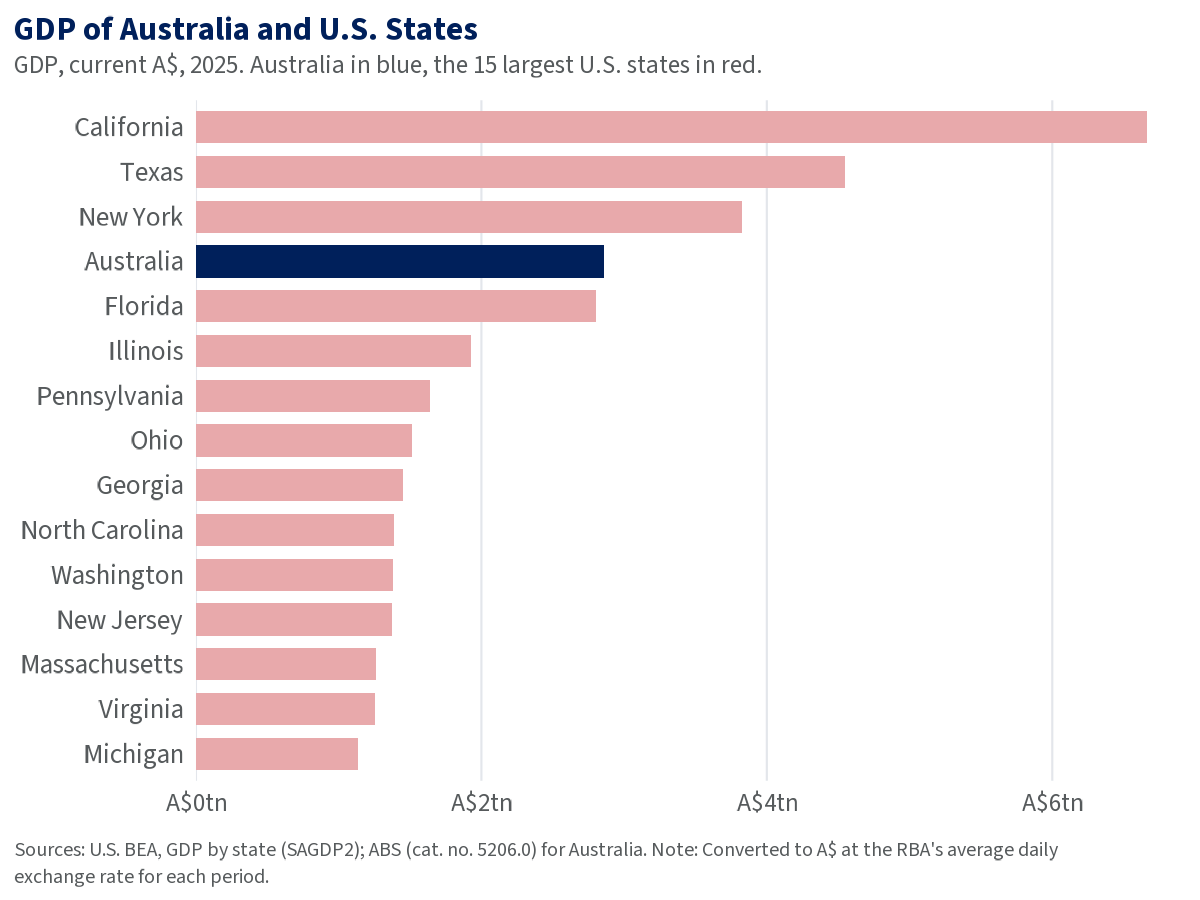 GDP of Australia and U.S. States
GDP, current A$, 2025. Australia in blue, the 15 largest U.S. states in red.
California
Texas
New York
Australia
Florida
Illinois
Pennsylvania
Ohio
Georgia
North Carolina
Washington
New Jersey
Massachusetts
Virginia
Michigan
A$0tn A$2tn A$4tn A$6tn
Sources: U.S. BEA, GDP by state (SAGDP2); ABS (cat. no. 5206.0) for Australia. Note: Converted to A$ at the RBA's average daily
exchange rate for each period.